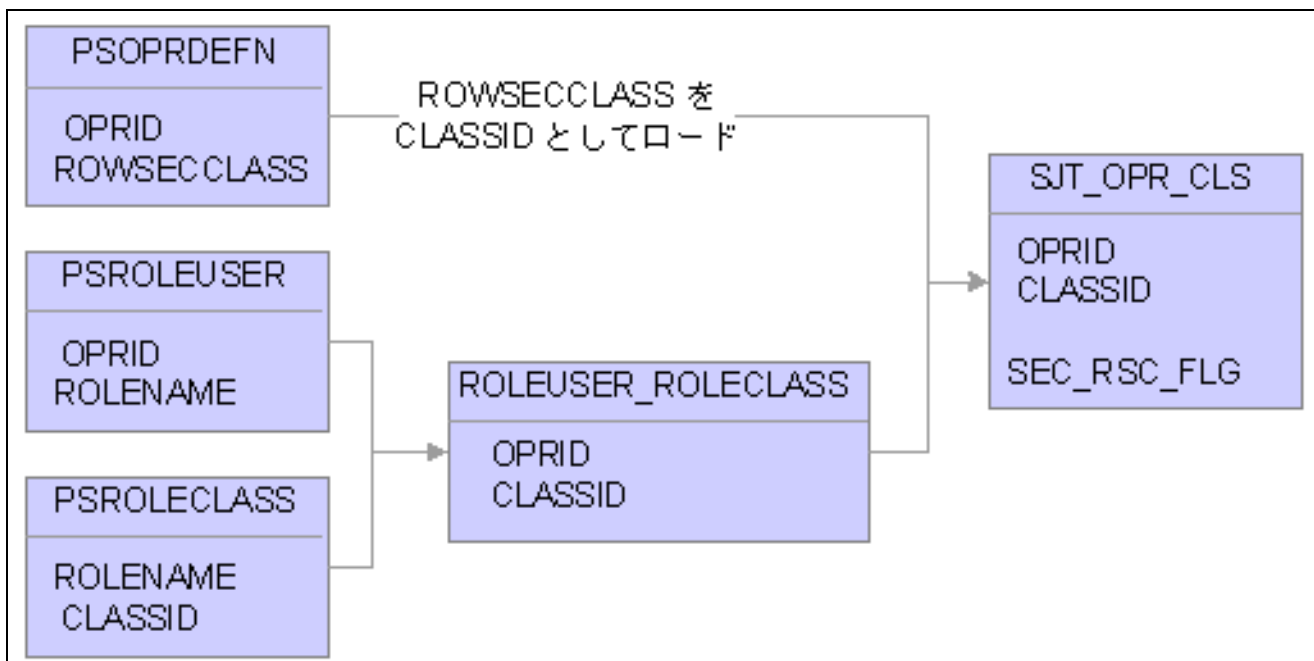 PSOPRDEFN
OPRID
ROWSECCLASS
ROWSECCLASS を
CLASSID としてロード
SJT_OPR_CLS
OPRID
CLASSID
SEC_RSC_FLG
PSROLEUSER
OPRID
ROLENAME
ROLEUSER_ROLECLASS
OPRID
CLASSID
PSROLECLASS
ROLENAME
CLASSID